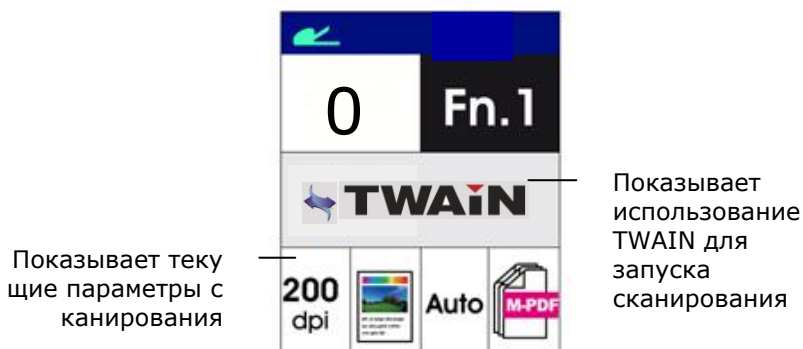 0
Fn.1
TWAIN
Показывает
использование
TWAIN для
запуска
сканирования
Показывает теку
щие параметры с
канирования
200
dpi
Auto
M-PDF